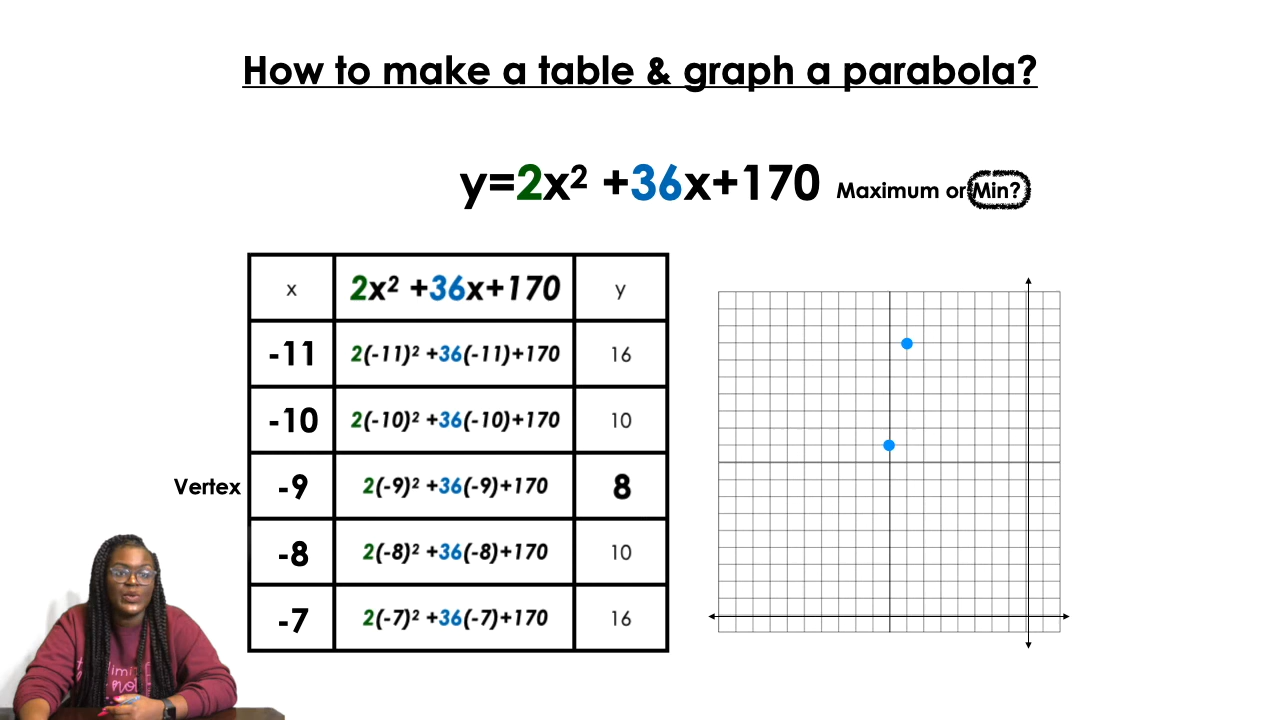 How to make a table & graph a parabola?
y=2x² +36x+170 Maximum or Min?
x 2x² +36x+170 y
-11 2(-11)² +36(-11)+170 16
-10 2(-10)² +36(-10)+170 10
Vertex -9 2(-9)² +36(-9)+170 8
-8 2(-8)² +36(-8)+170 10
-7 2(-7)² +36(-7)+170 16